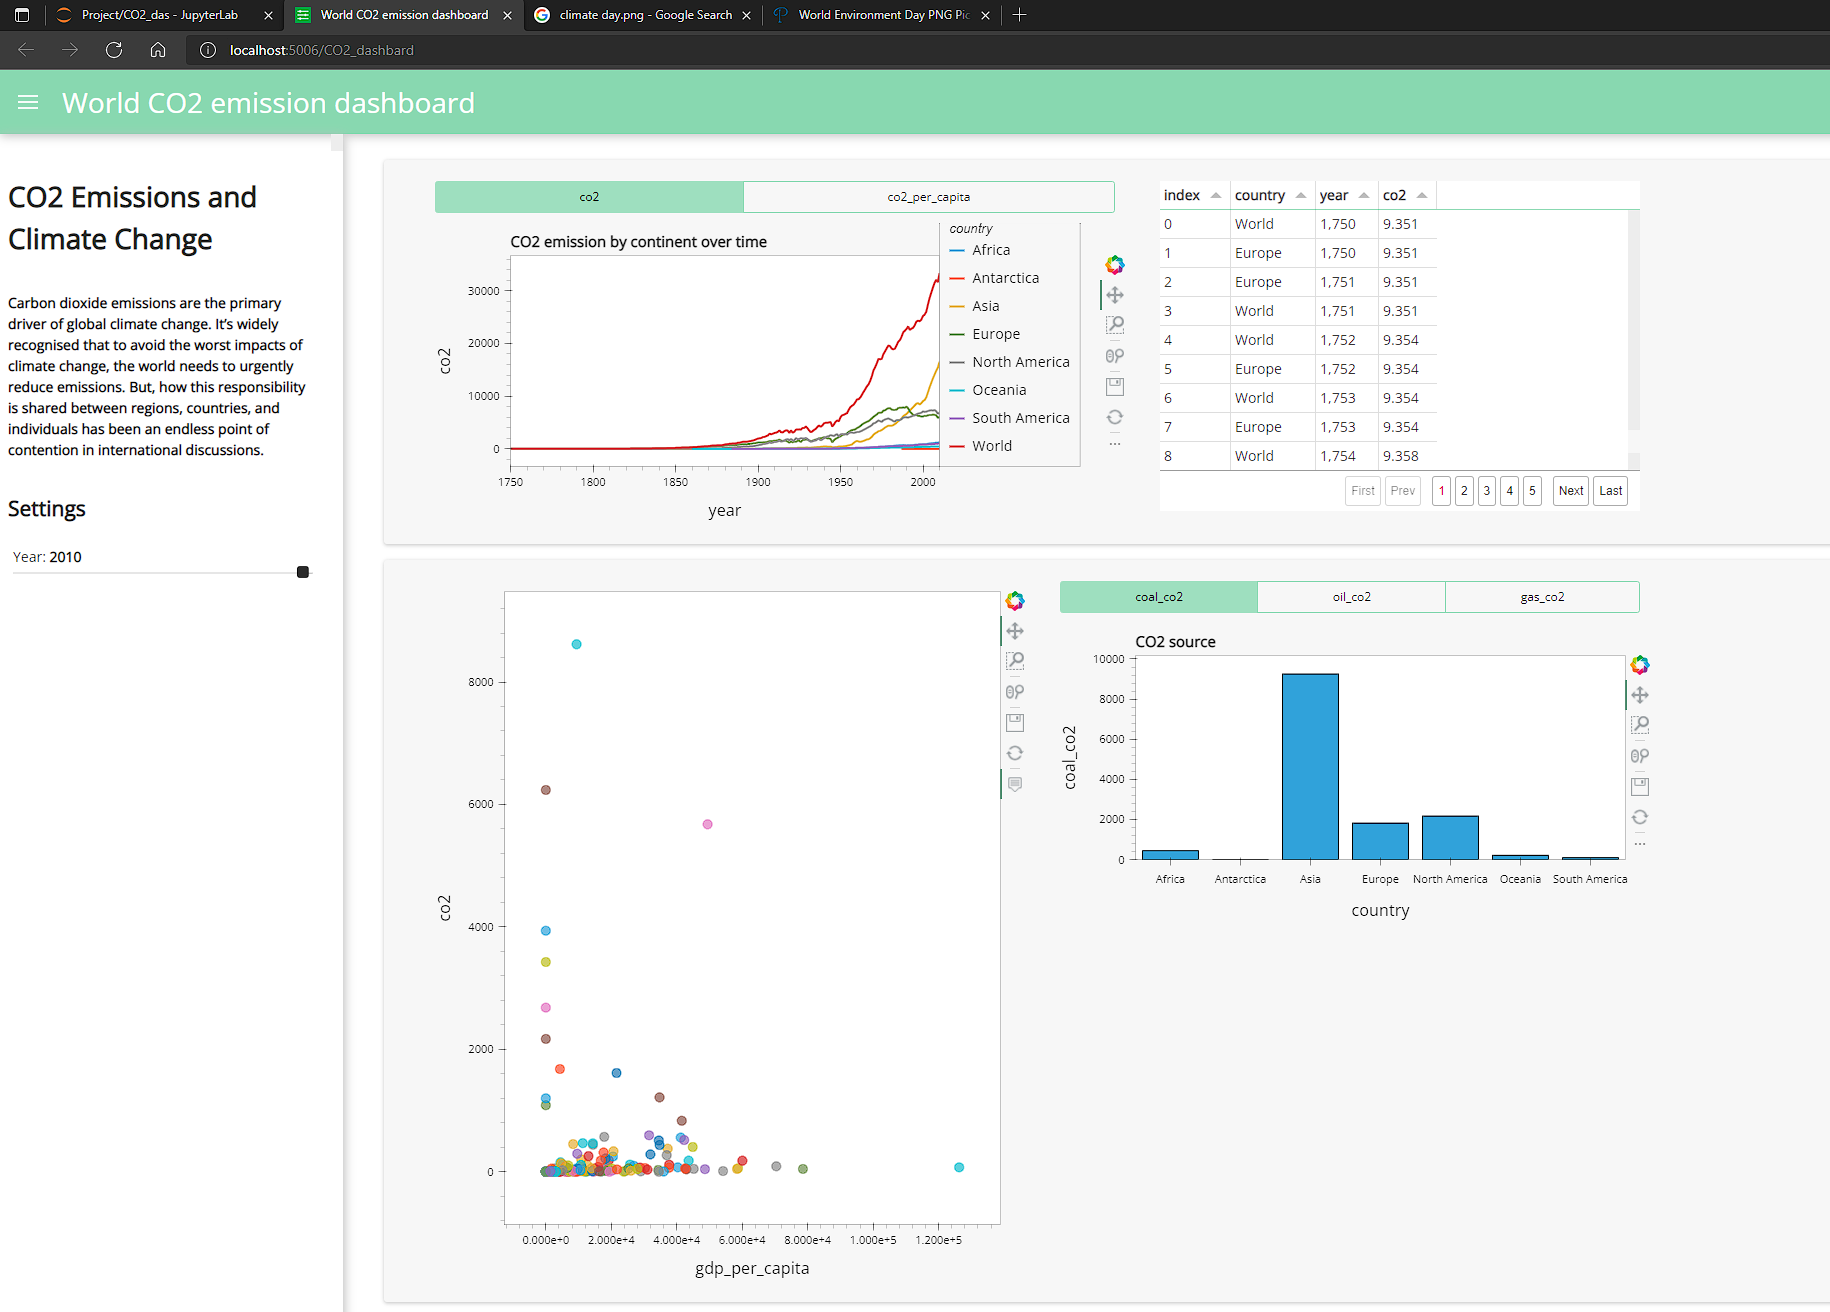 Project/CO2_das - JupyterLab
World CO2 emission dashboard
climate day.png - Google Search
World Environment Day PNG Pic
localhost:5006/CO2_dashbard
World CO2 emission dashboard
CO2 Emissions and
Climate Change
Carbon dioxide emissions are the primary
driver of global climate change. It's widely
recognised that to avoid the worst impacts of
climate change, the world needs to urgently
reduce emissions. But, how this responsibility
is shared between regions, countries, and
individuals has been an endless point of
contention in international discussions.
Settings
Year: 2010
co2 co2_per_capita
CO2 emission by continent over time
co2
30000
20000
10000
0
1750 1800 1850 1900 1950 2000
year
country
Africa
Antarctica
Asia
Europe
North America
Oceania
South America
World
index country year co2
0 World 1,750 9.351
1 Europe 1,750 9.351
2 Europe 1,751 9.351
3 World 1,751 9.351
4 World 1,752 9.354
5 Europe 1,752 9.354
6 World 1,753 9.354
7 Europe 1,753 9.354
8 World 1,754 9.358
First Prev 1 2 3 4 5 Next Last
co2
8000
6000
4000
2000
0
0.000e+0 2.000e+4 4.000e+4 6.000e+4 8.000e+4 1.000e+5 1.200e+5
gdp_per_capita
coal_co2 oil_co2 gas_co2
CO2 source
coal_co2
10000
8000
6000
4000
2000
0
Africa Antarctica Asia Europe North America Oceania South America
country